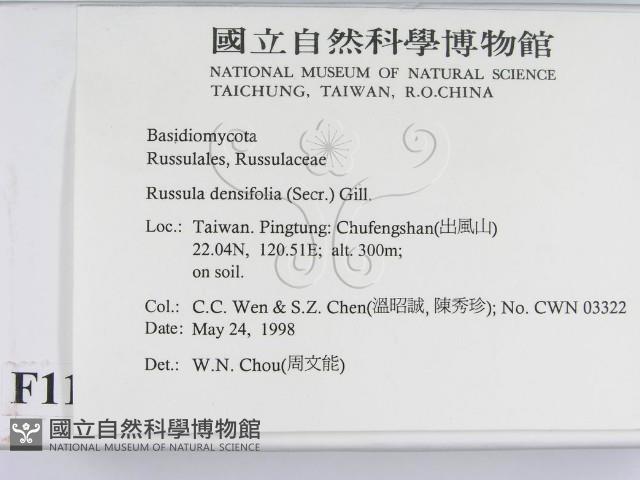 國立自然科學博物館
NATIONAL MUSEUM OF NATURAL SCIENCE
TAICHUNG, TAIWAN, R.O.CHINA
Basidiomycota
Russulales, Russulaceae
Russula densifolia (Secr.) Gill.
Loc.: Taiwan. Pingtung: Chufengshan(出風山)
22.04N, 120.51E; alt. 300m;
on soil.
Col.: C.C. Wen & S.Z. Chen(溫昭誠, 陳秀珍); No. CWN 03322
Date: May 24, 1998
Det.: W.N. Chou(周文能)
F11
國立自然科學博物館
NATIONAL MUSEUM OF NATURAL SCIENCE